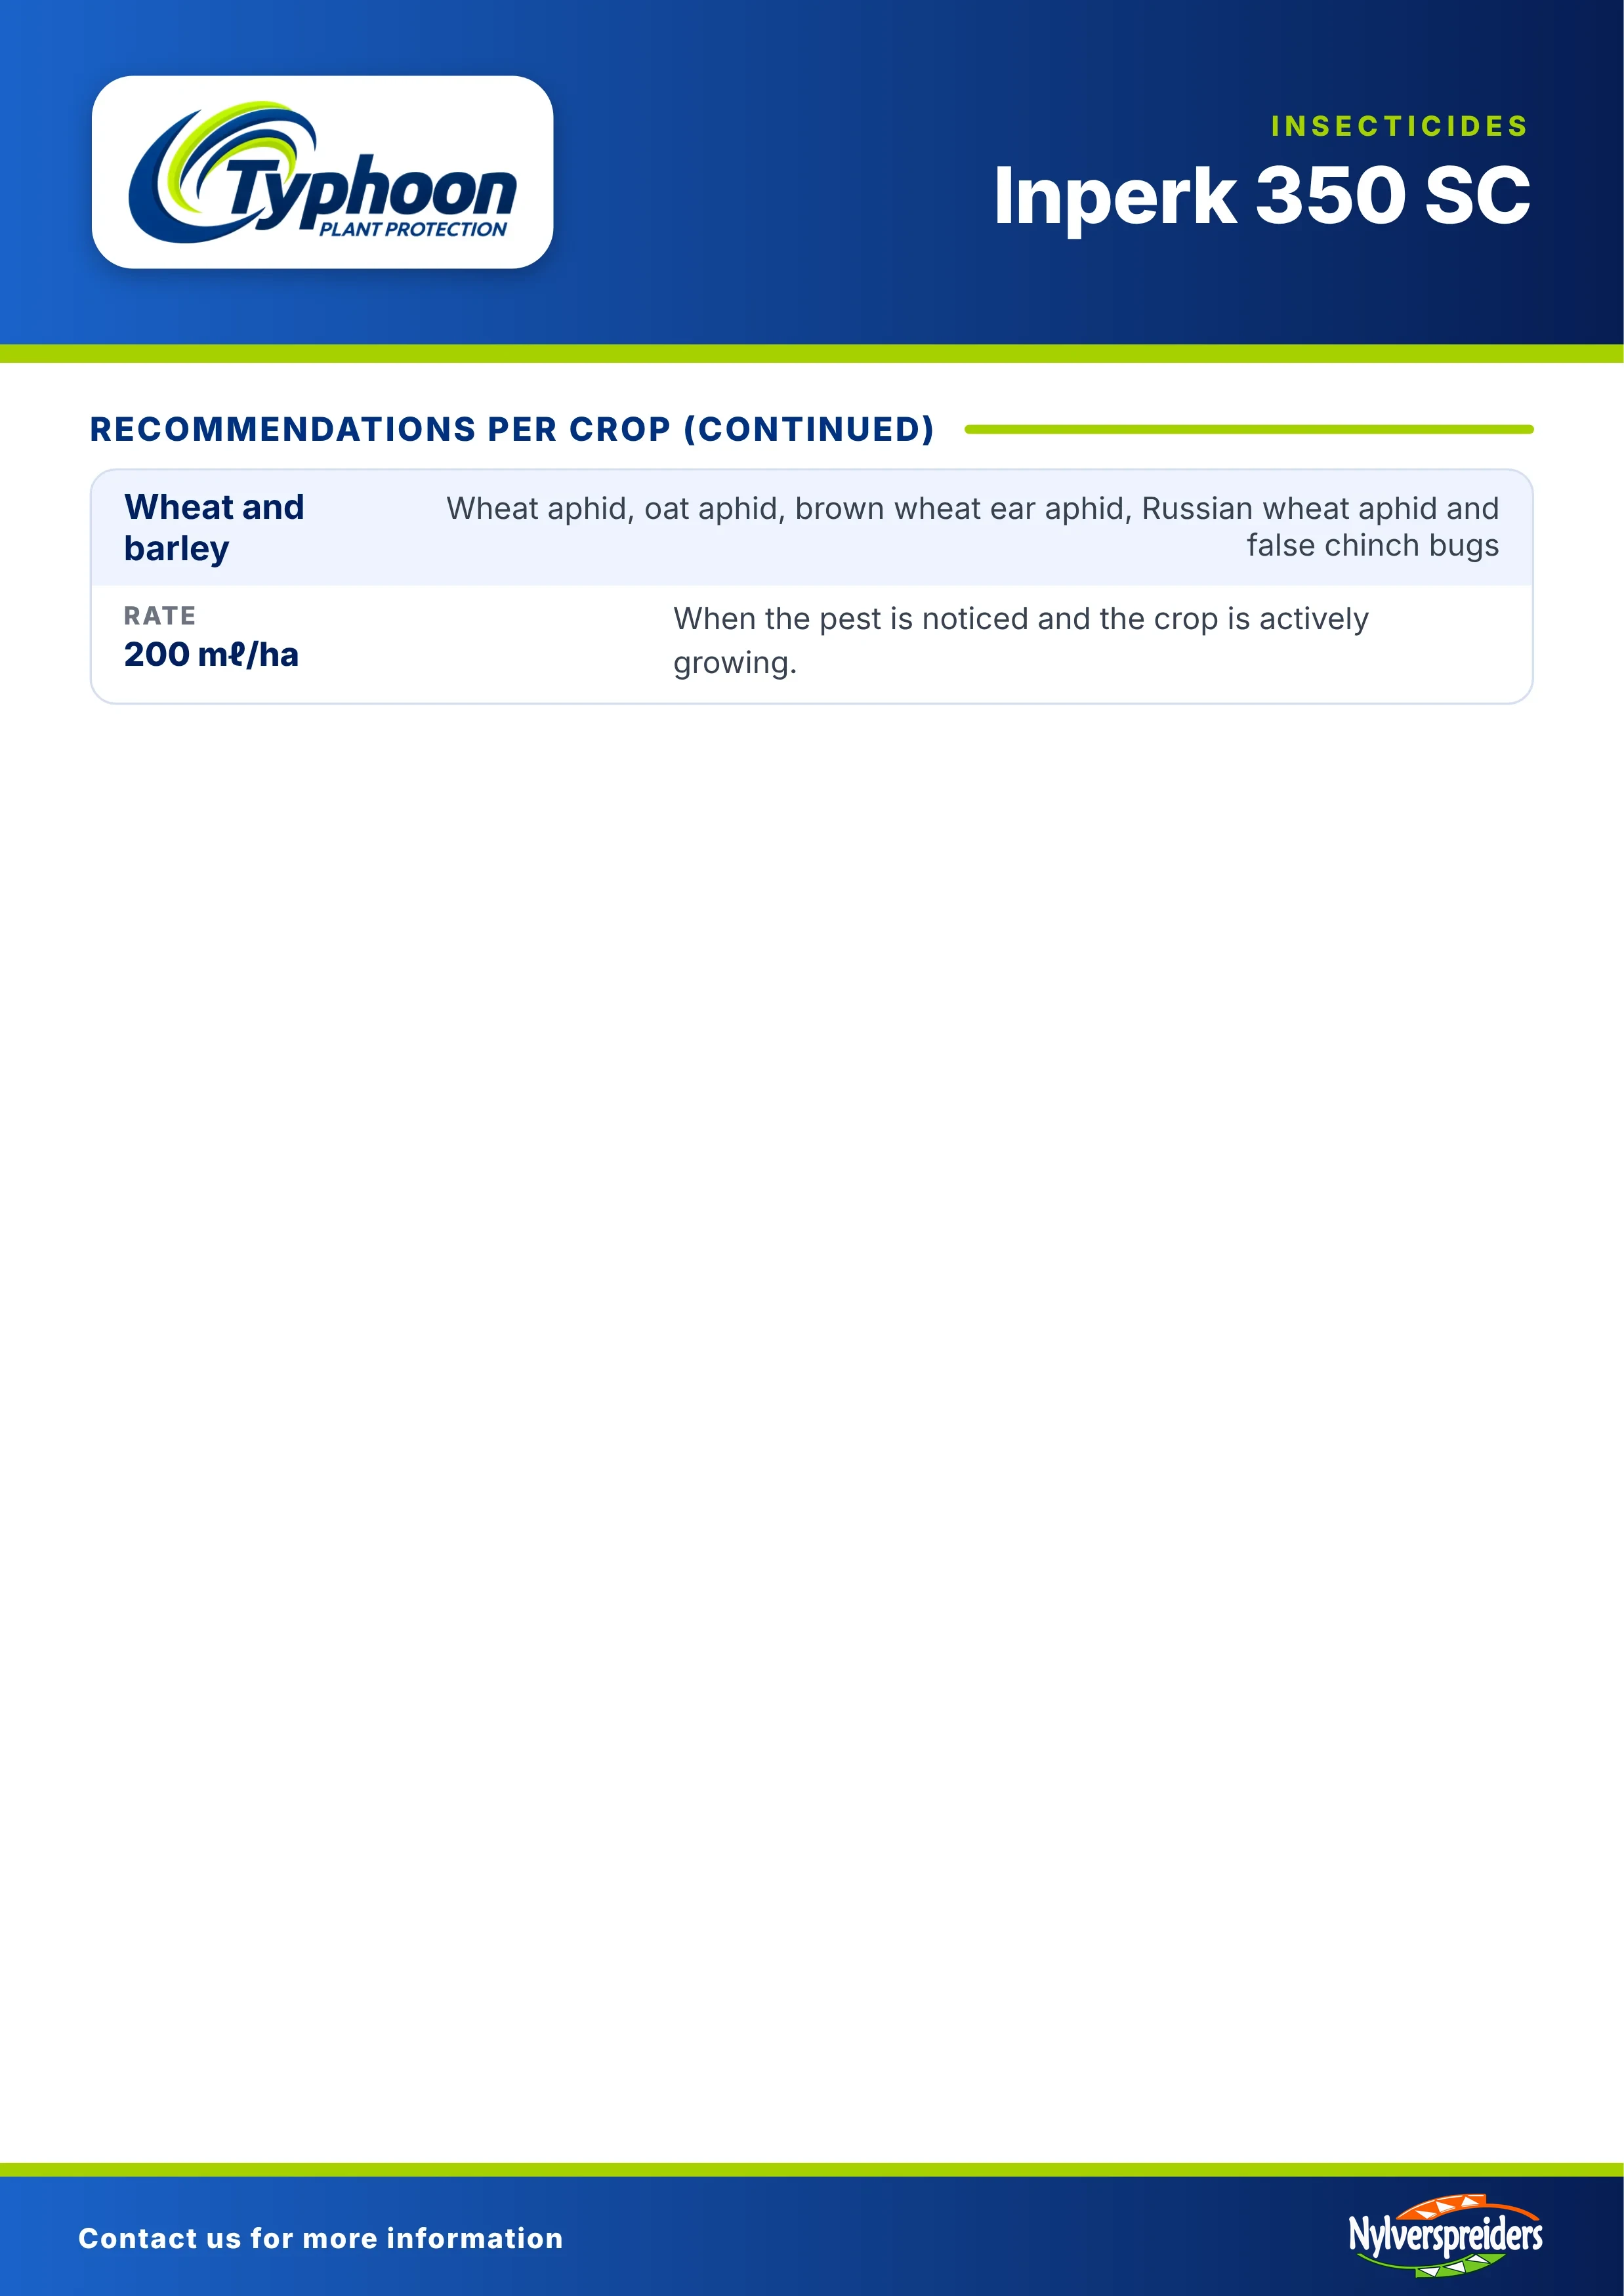 Typhoon
PLANT PROTECTION
INSECTICIDES
Inperk 350 SC
RECOMMENDATIONS PER CROP (CONTINUED)
Wheat and
barley
Wheat aphid, oat aphid, brown wheat ear aphid, Russian wheat aphid and
false chinch bugs
RATE
200 mℓ/ha
When the pest is noticed and the crop is actively
growing.
Contact us for more information
Nylverspreiders